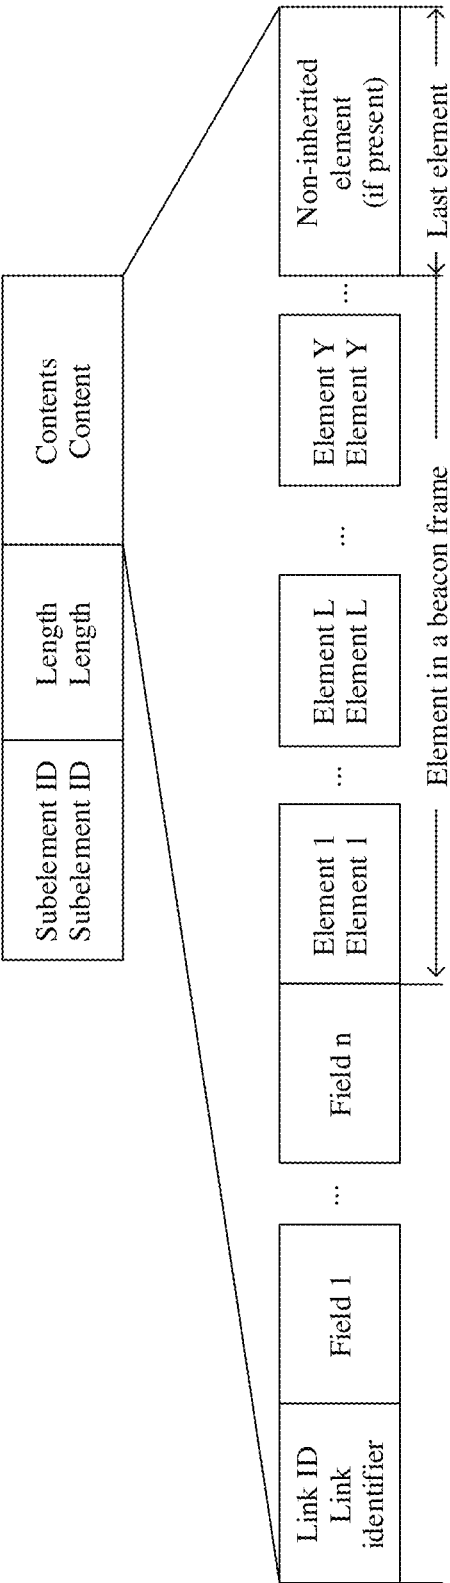 Subelement ID
Subelement ID
Length
Length
Contents
Content
Link ID
Link
identifier
Field 1
...
Field n
Element 1
Element 1
...
Element L
Element L
...
Element Y
Element Y
...
Non-inherited
element
(if present)
Element in a beacon frame
Last element